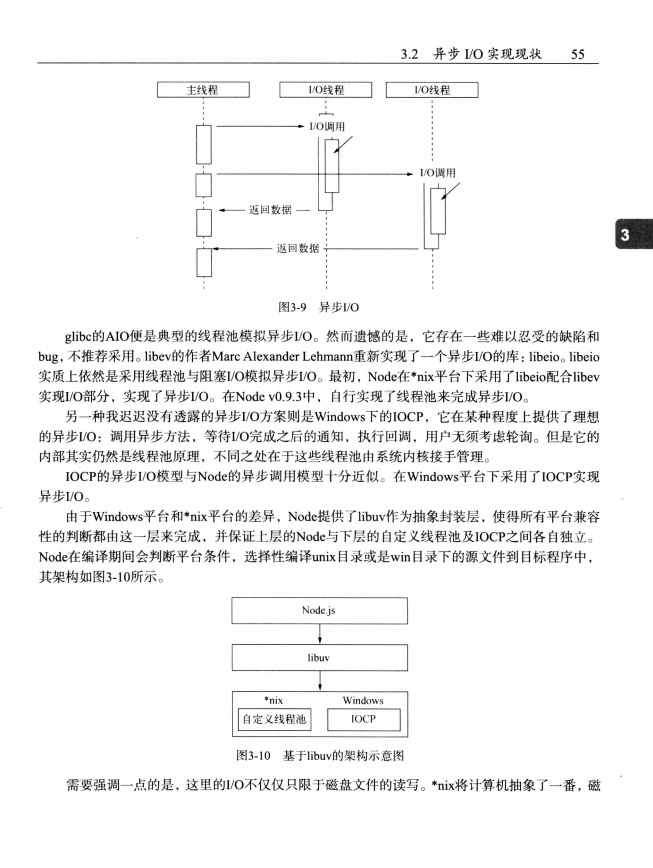 3.2 异步 I/O 实现现状 55
主线程 I/O线程 I/O线程
I/O调用
I/O调用
返回数据
返回数据
3
图3-9 异步I/O
glibc的AIO便是典型的线程池模拟异步I/O。然而遗憾的是，它存在一些难以忍受的缺陷和
bug，不推荐采用。libev的作者Marc Alexander Lehmann重新实现了一个异步I/O的库：libeio。libeio
实质上依然是采用线程池与阻塞I/O模拟异步I/O。最初，Node在*nix平台下采用了libeio配合libev
实现I/O部分，实现了异步I/O。在Node v0.9.3中，自行实现了线程池来完成异步I/O。
另一种我迟迟没有透露的异步I/O方案则是Windows下的IOCP，它在某种程度上提供了理想
的异步I/O：调用异步方法，等待I/O完成之后的通知，执行回调，用户无须考虑轮询。但是它的
内部其实仍然是线程池原理，不同之处在于这些线程池由系统内核接手管理。
IOCP的异步I/O模型与Node的异步调用模型十分近似。在Windows平台下采用了IOCP实现
异步I/O。
由于Windows平台和*nix平台的差异，Node提供了libuv作为抽象封装层，使得所有平台兼容
性的判断都由这一层来完成，并保证上层的Node与下层的自定义线程池及IOCP之间各自独立。
Node在编译期间会判断平台条件，选择性编译unix目录或是win目录下的源文件到目标程序中，
其架构如图3-10所示。
Node.js
libuv
*nix Windows
自定义线程池 IOCP
图3-10 基于libuv的架构示意图
需要强调一点的是，这里的I/O不仅仅只限于磁盘文件的读写。*nix将计算机抽象了一番，磁